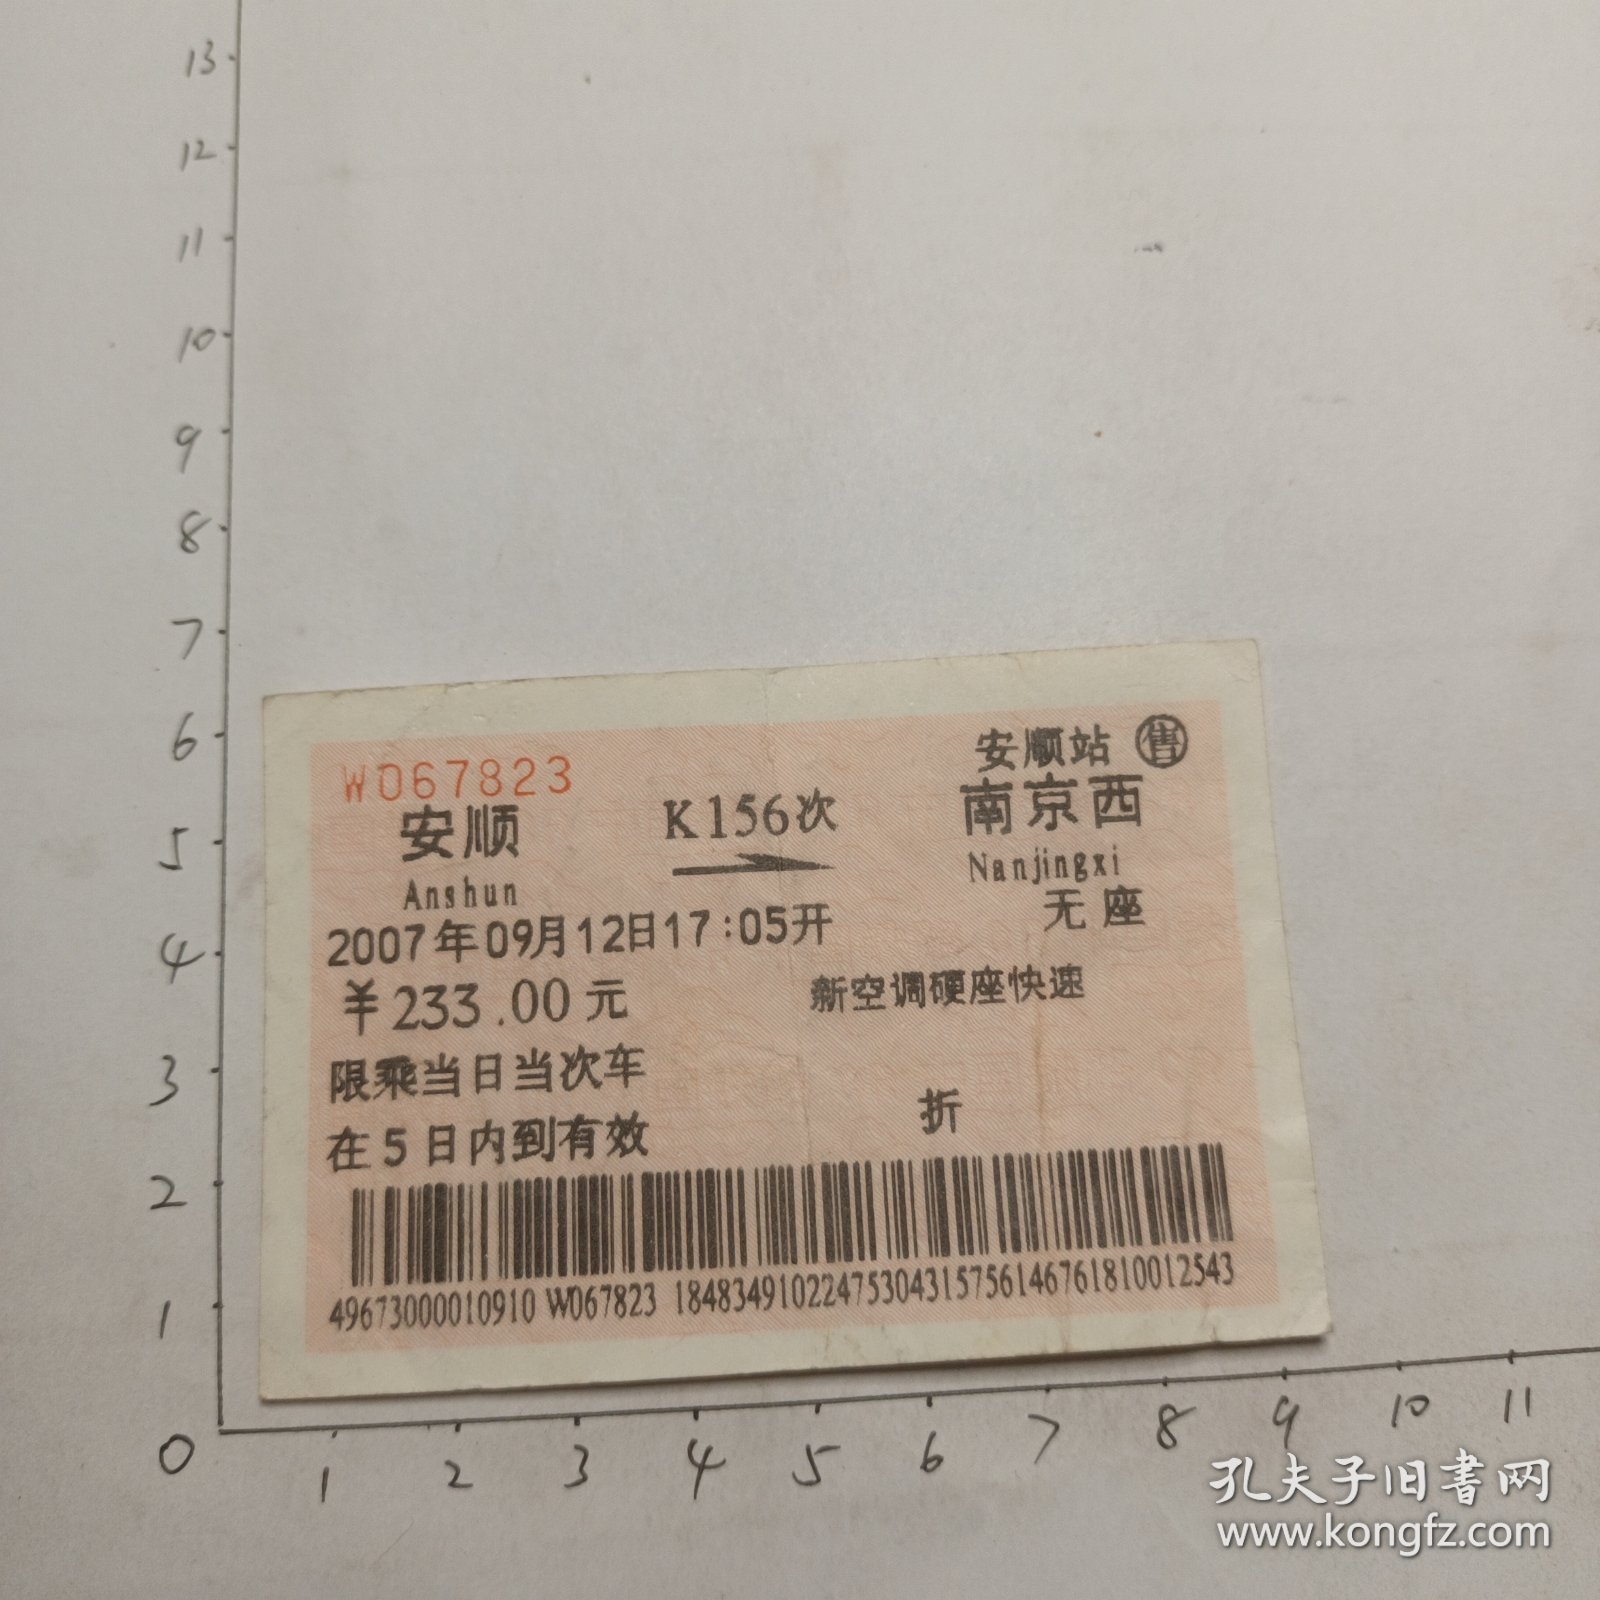 13
12
11
10
9
8
7
6
5
4
3
2
1
0
1 2 3 4 5 6 7 8 9 10 11
安顺站 售
W067823
安顺 K156次 南京西
Anshun Nanjingxi
2007年09月12日17:05开 无座
¥233.00元 新空调硬座快速
限乘当日当次车
在5日内到有效 折
49673000010910 W067823 18483491022475304315756146761810012543
孔夫子旧书网
www.kongfz.com